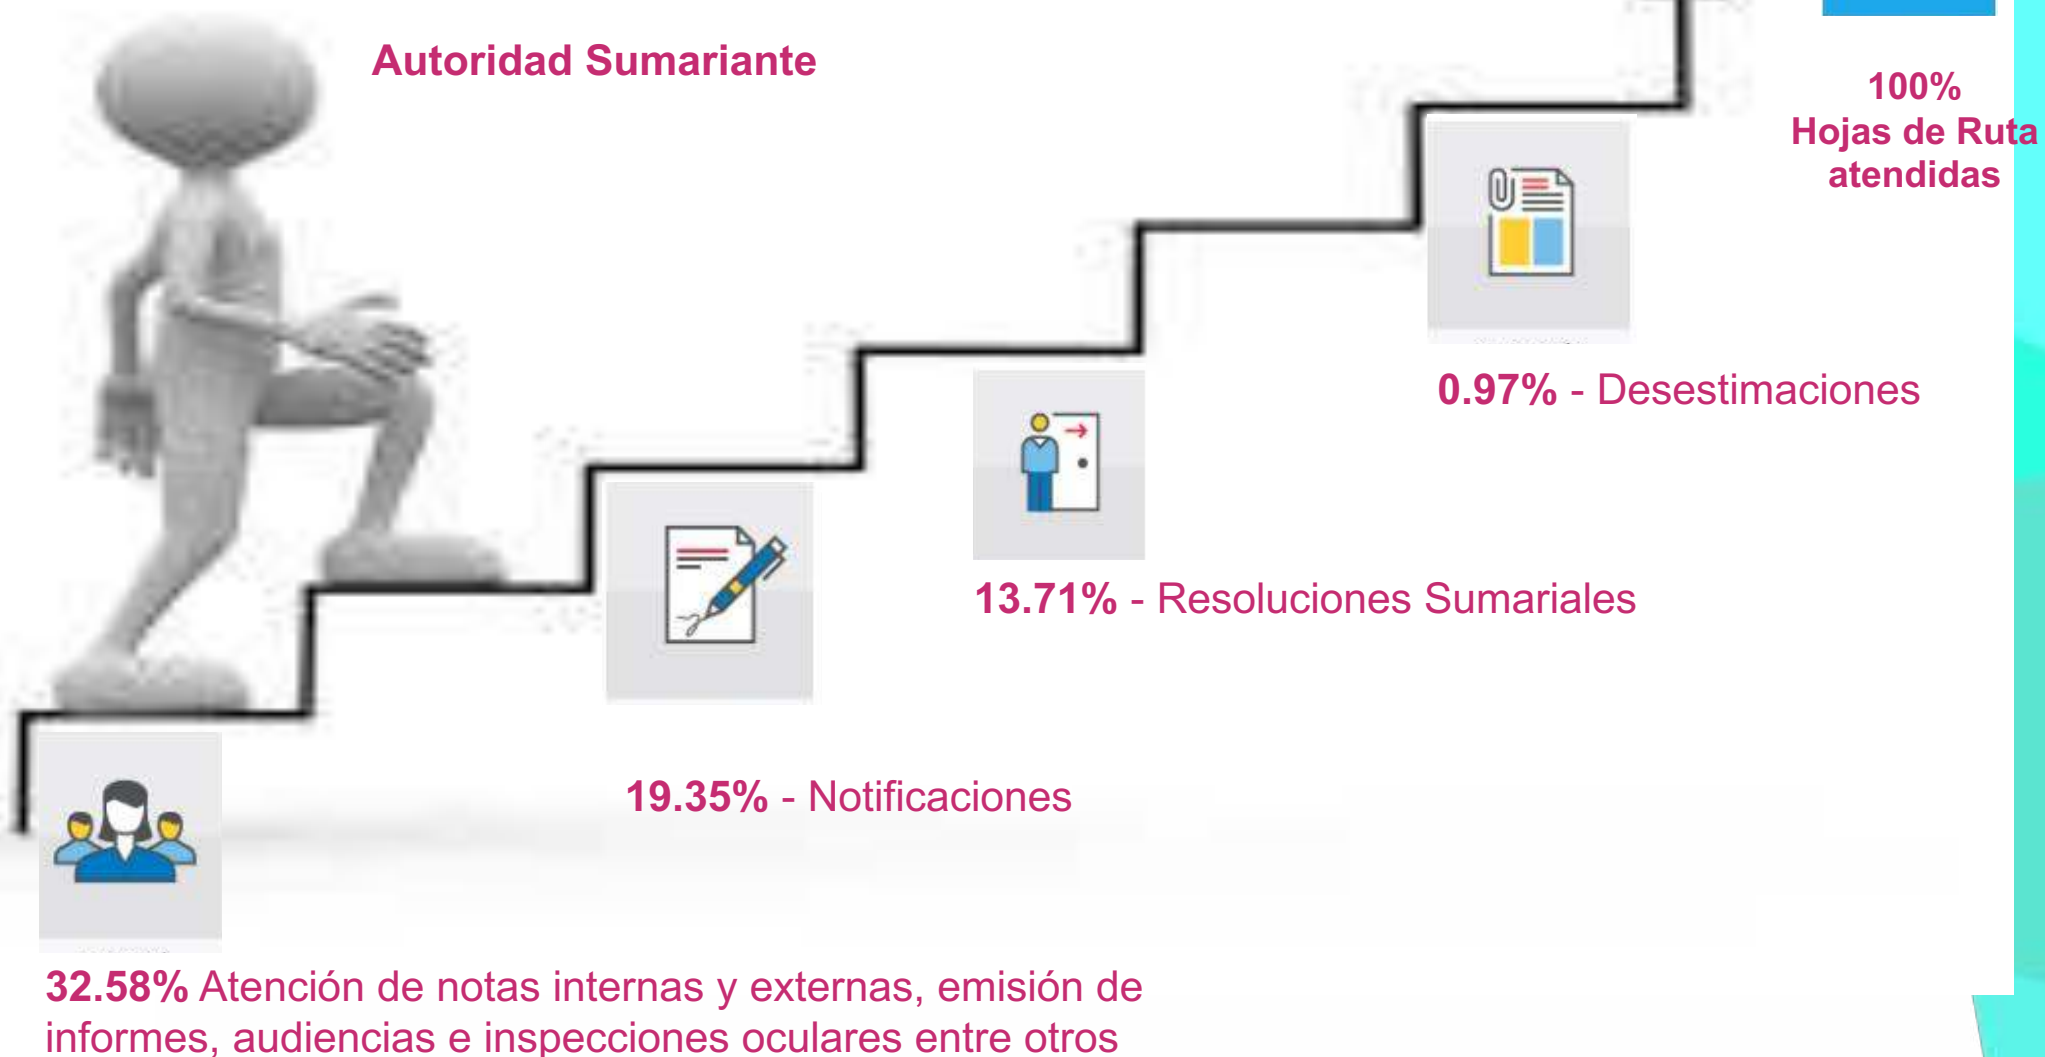 Autoridad Sumariante
100%
Hojas de Ruta
atendidas
0.97% - Desestimaciones
13.71% - Resoluciones Sumariales
19.35% - Notificaciones
32.58% Atención de notas internas y externas, emisión de
informes, audiencias e inspecciones oculares entre otros